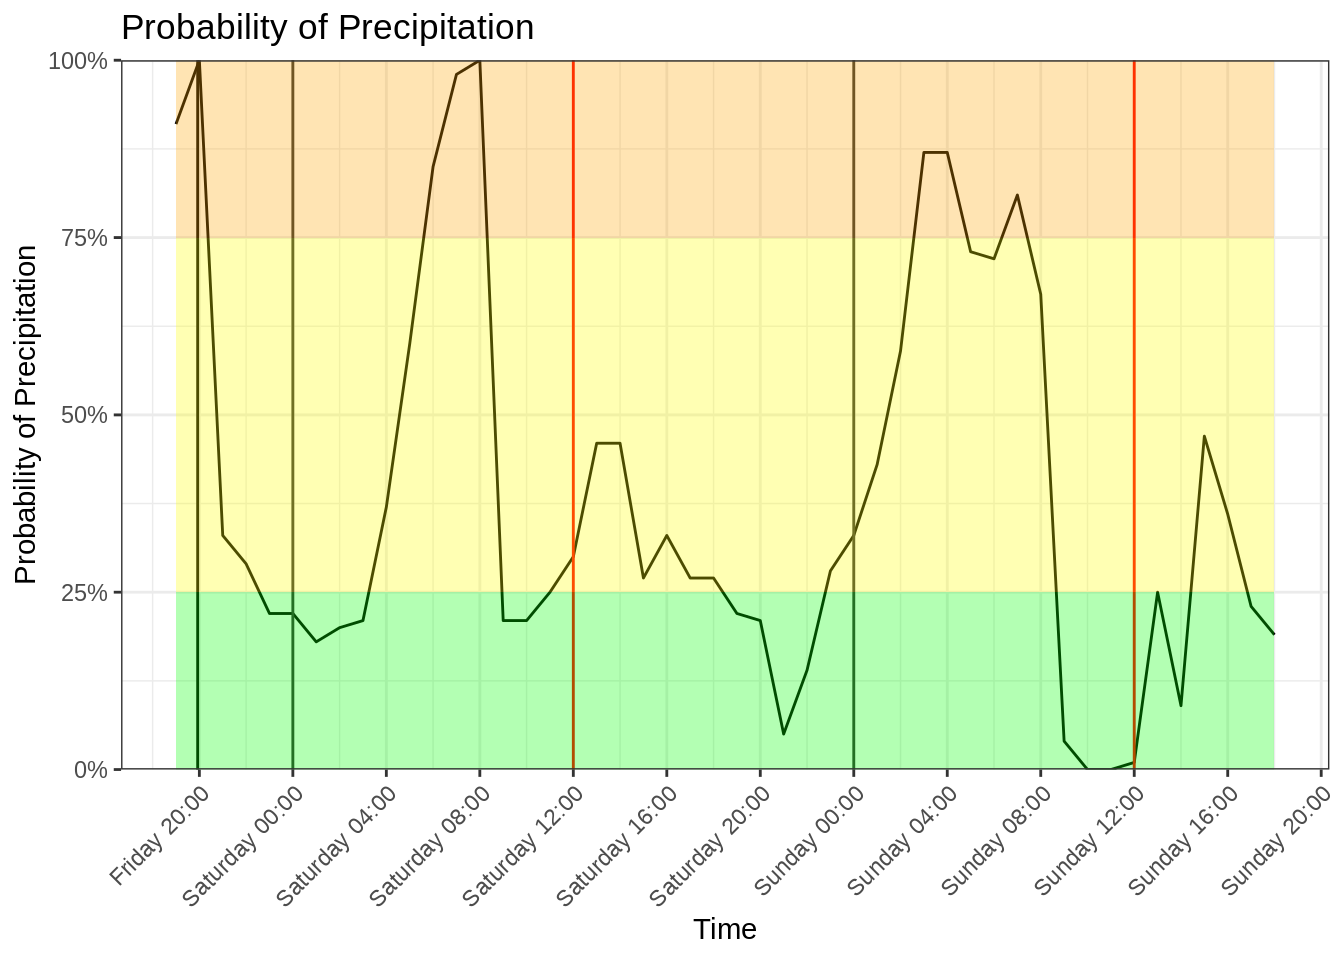 Probability of Precipitation
Probability of Precipitation
100%
75%
50%
25%
0%
Friday 20:00
Saturday 00:00
Saturday 04:00
Saturday 08:00
Saturday 12:00
Saturday 16:00
Saturday 20:00
Sunday 00:00
Sunday 04:00
Sunday 08:00
Sunday 12:00
Sunday 16:00
Sunday 20:00
Time